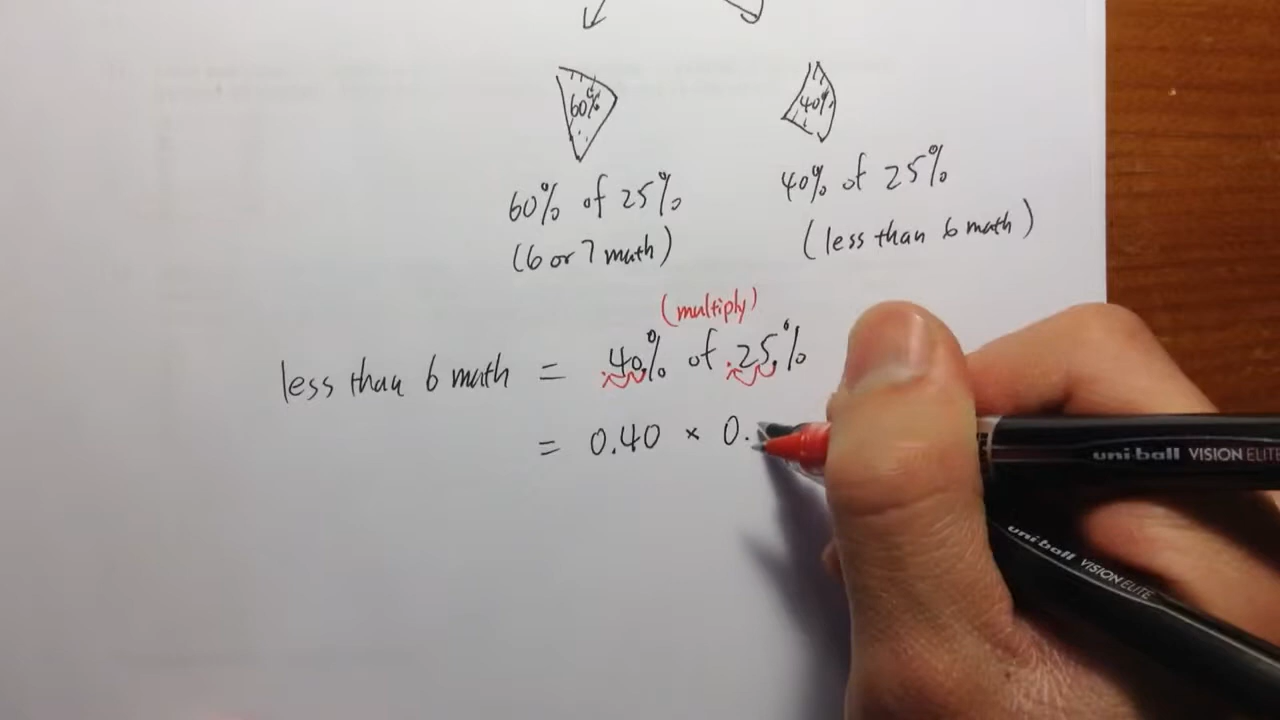 60% 40%
60% of 25% 40% of 25%
(6 or 7 math) (less than 6 math)
(multiply)
less than 6 math = .40.% of .25.%
= 0.40 × 0.
uni-ball VISION ELITE
uni-ball VISION ELITE